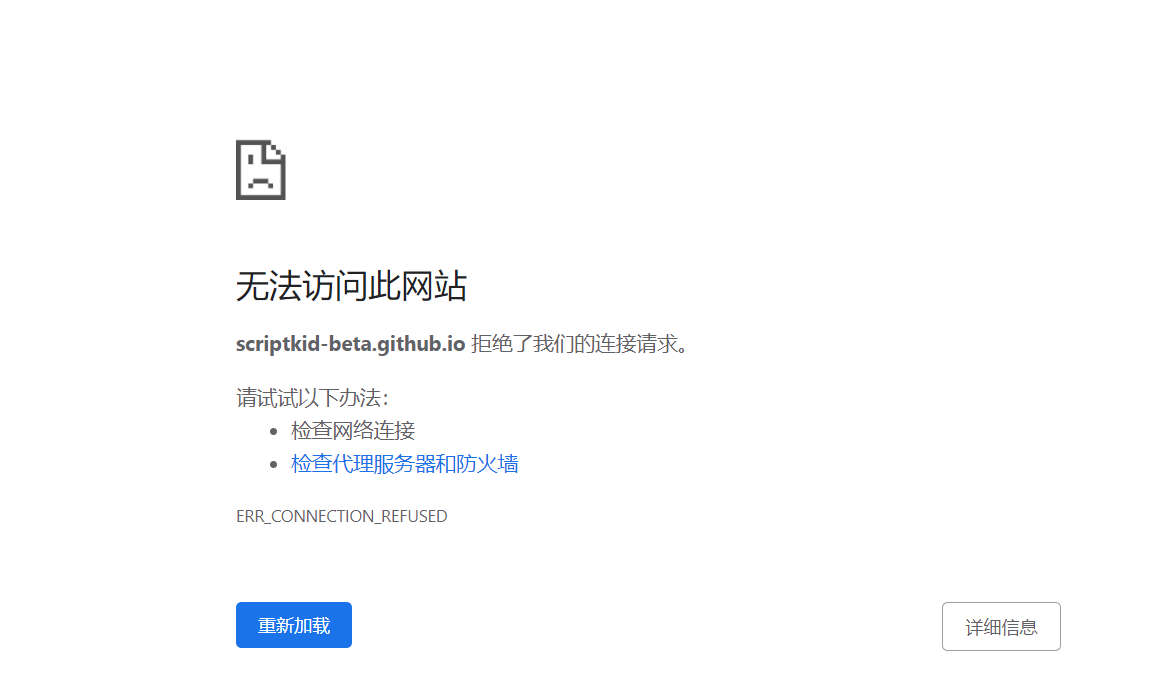 无法访问此网站
scriptkid-beta.github.io 拒绝了我们的连接请求。
请试试以下办法：
检查网络连接
检查代理服务器和防火墙
ERR_CONNECTION_REFUSED
重新加载
详细信息